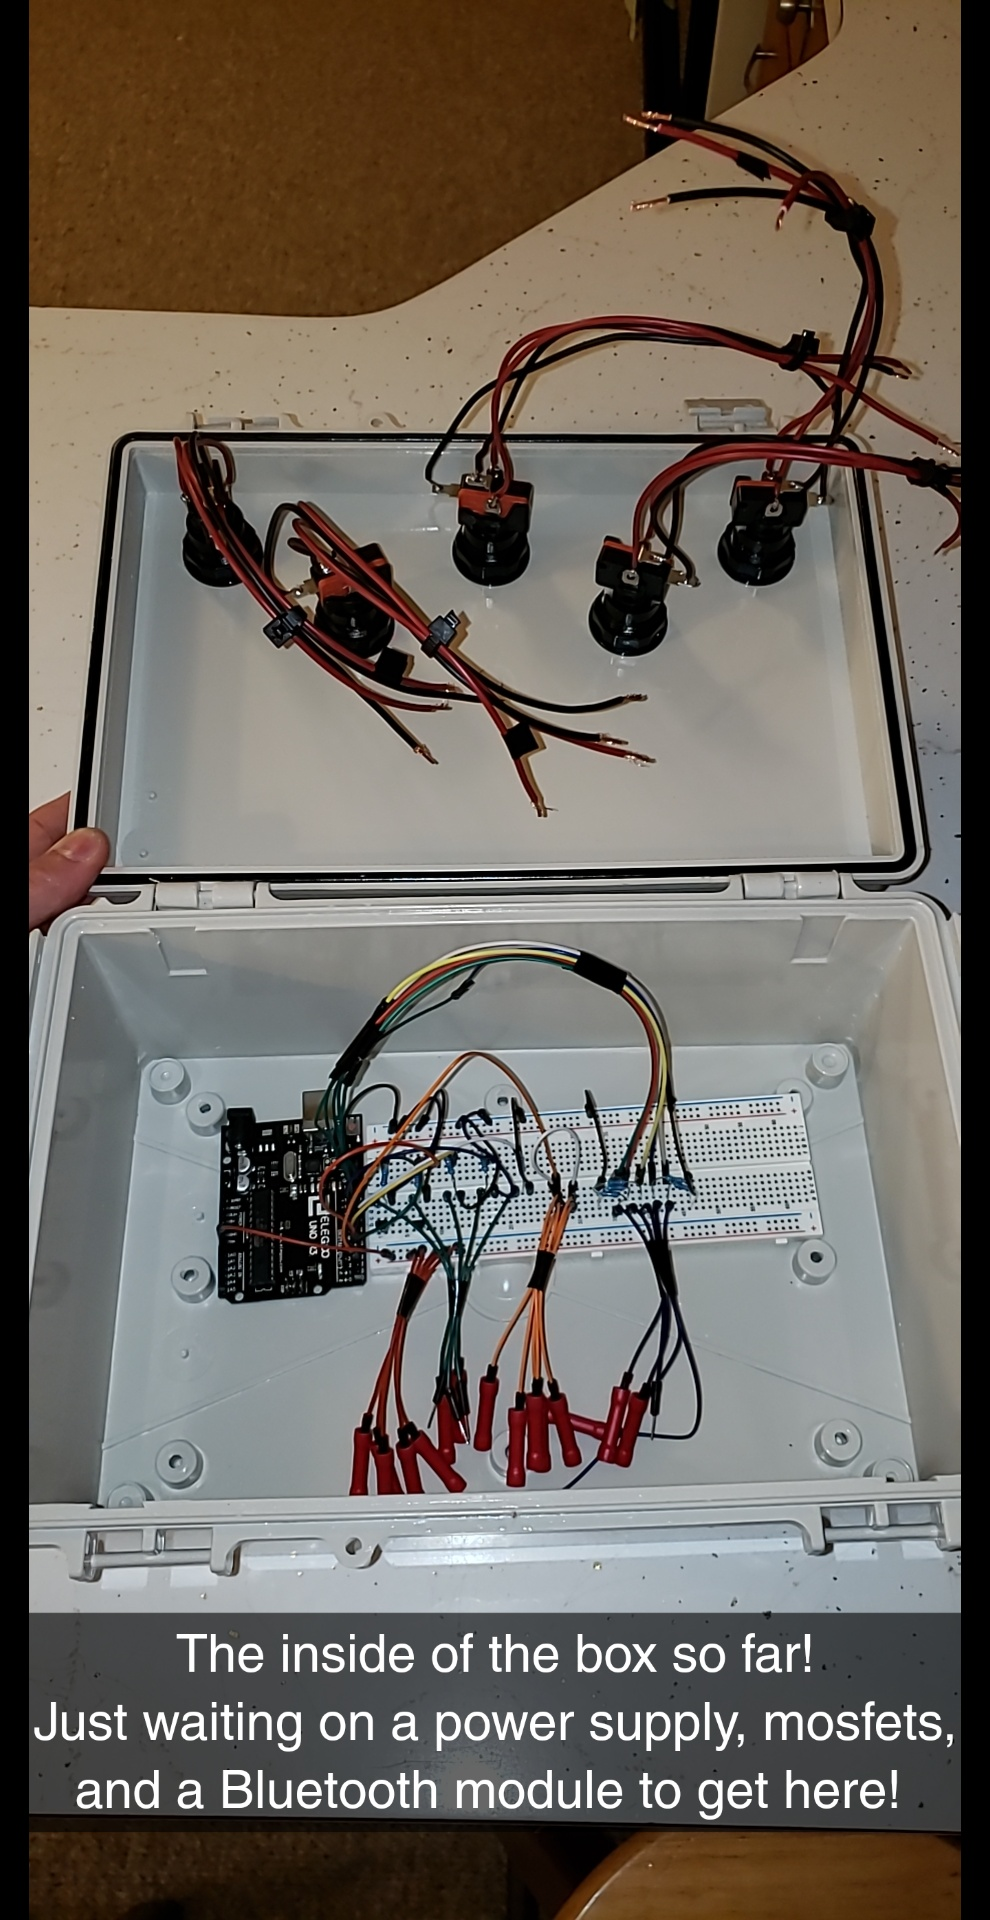 ELEGOO
UNO R3
The inside of the box so far!
Just waiting on a power supply, mosfets,
and a Bluetooth module to get here!